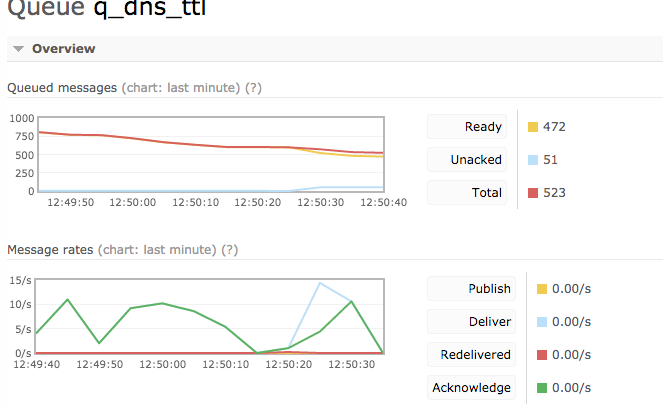 Queue q_dns_ttl
Overview
Queued messages (chart: last minute) (?)
1000
750
500
250
0
12:49:50 12:50:00 12:50:10 12:50:20 12:50:30 12:50:40
Ready 472
Unacked 51
Total 523
Message rates (chart: last minute) (?)
15/s
10/s
5/s
0/s
12:49:40 12:49:50 12:50:00 12:50:10 12:50:20 12:50:30
Publish 0.00/s
Deliver 0.00/s
Redelivered 0.00/s
Acknowledge 0.00/s